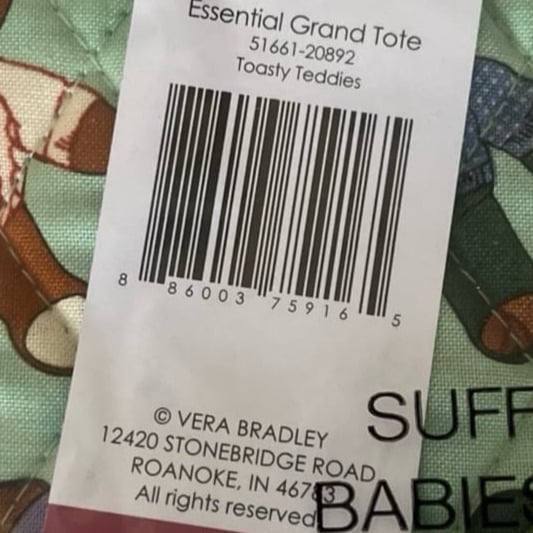 Essential Grand Tote
51661-20892
Toasty Teddies
8 86003 75916 5
© VERA BRADLEY
12420 STONEBRIDGE ROAD
ROANOKE, IN 46783
All rights reserved
SUFF
BABIES